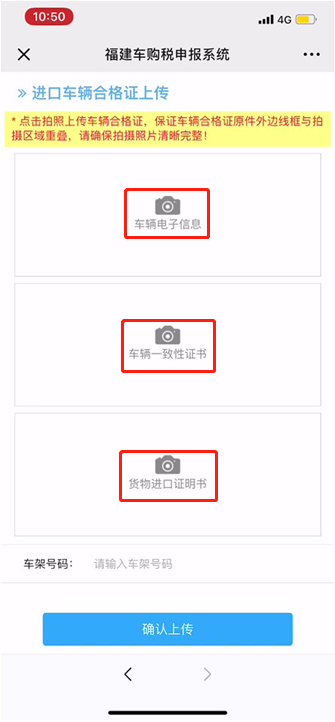 10:50
4G
福建车购税申报系统
» 进口车辆合格证上传
* 点击拍照上传车辆合格证，保证车辆合格证原件外边线框与拍
摄区域重叠，请确保拍摄照片清晰完整！
车辆电子信息
车辆一致性证书
货物进口证明书
车架号码： 请输入车架号码
确认上传